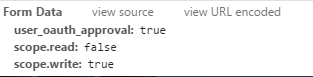 Form Data view source view URL encoded
user_oauth_approval: true
scope.read: false
scope.write: true